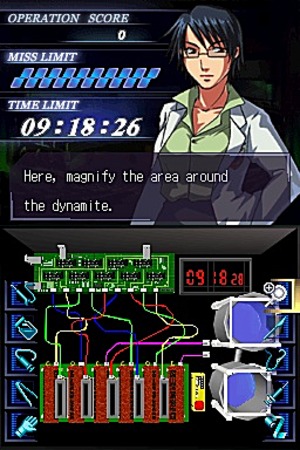 OPERATION SCORE
0
MISS LIMIT
TIME LIMIT
09:18:26
Here, magnify the area around
the dynamite.
09 18 28